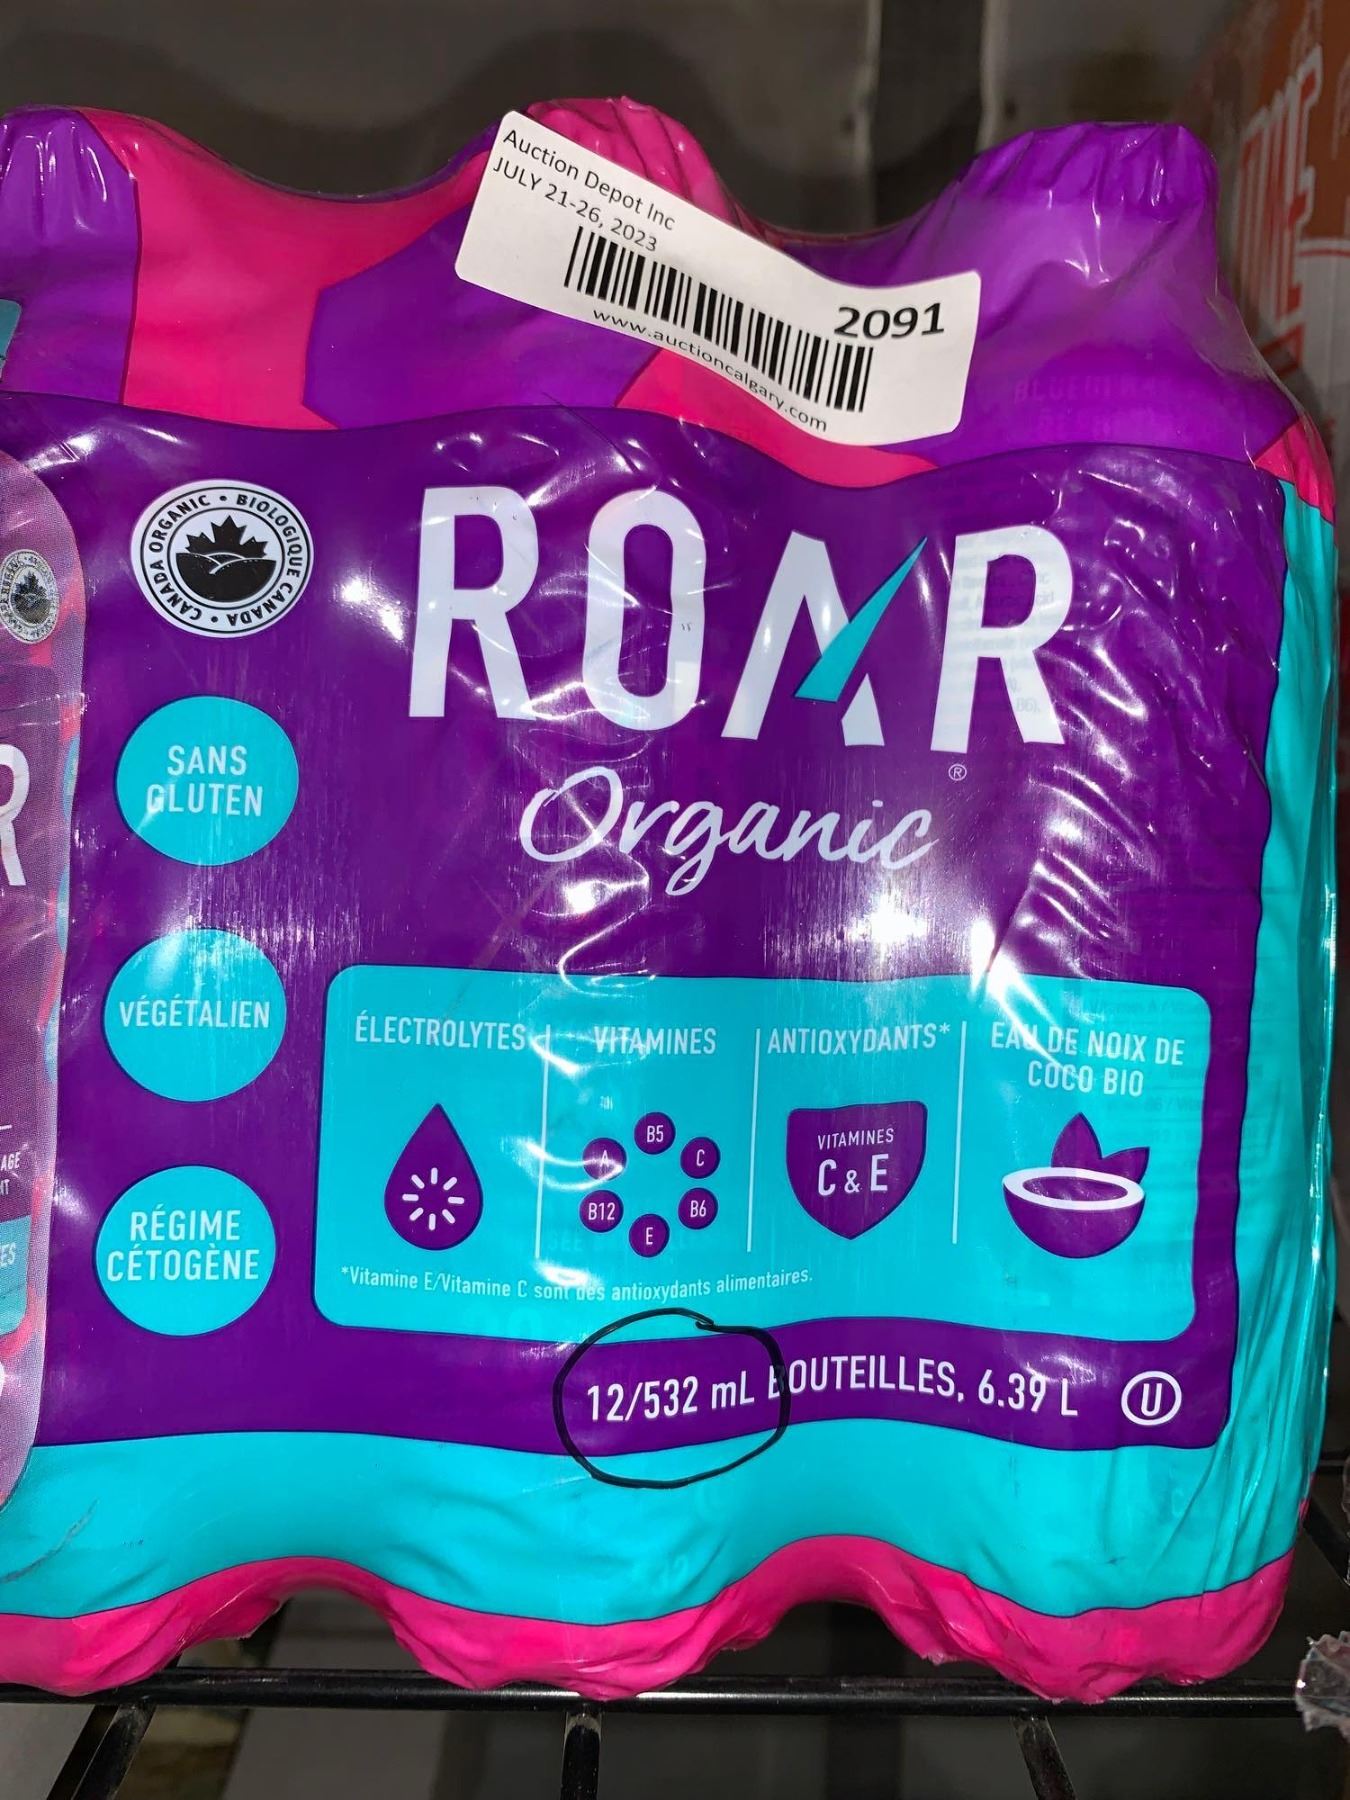 Auction Depot Inc
JULY 21-26, 2023
2091
www.auctioncalgary.com
CANADA ORGANIC • BIOLOGIQUE CANADA •
ROAR
®
Organic
SANS
GLUTEN
VÉGÉTALIEN
RÉGIME
CÉTOGÈNE
ÉLECTROLYTES
VITAMINES
A
B5
C
B12
B6
E
ANTIOXYDANTS*
VITAMINES
C & E
EAU DE NOIX DE
COCO BIO
*Vitamine E/Vitamine C sont des antioxydants alimentaires.
12/532 mL BOUTEILLES, 6.39 L
U